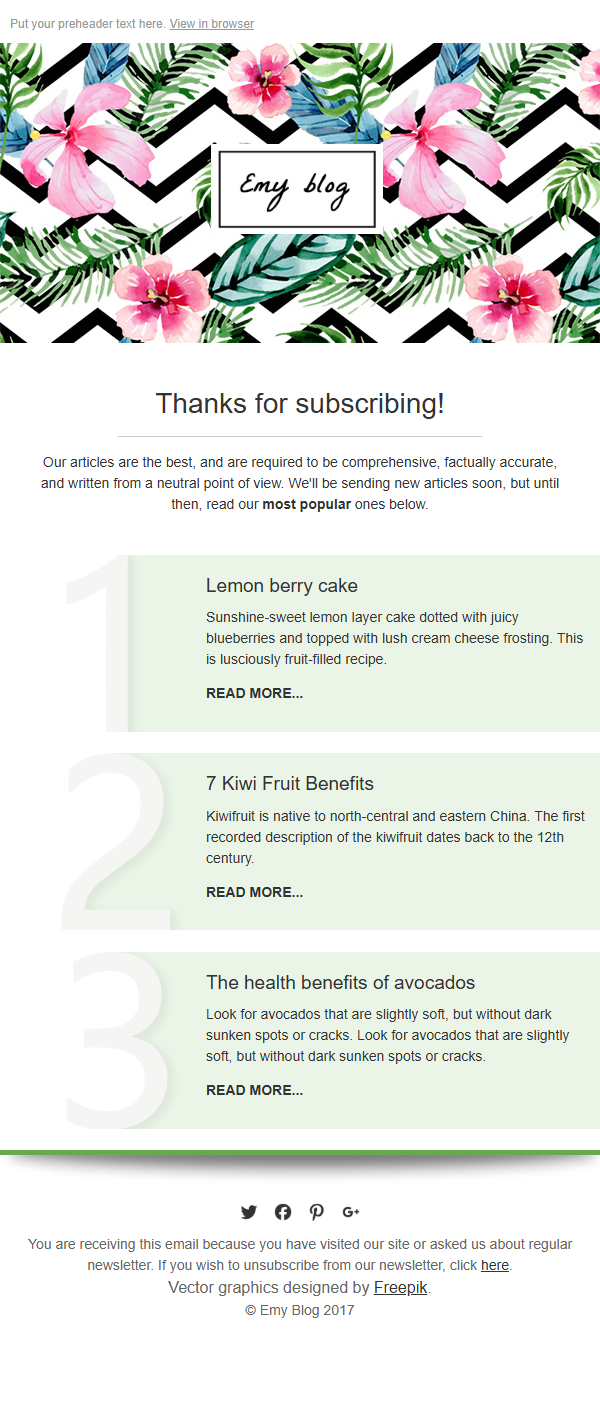 Put your preheader text here. View in browser
Emy blog
Thanks for subscribing!
Our articles are the best, and are required to be comprehensive, factually accurate,
and written from a neutral point of view. We'll be sending new articles soon, but until
then, read our most popular ones below.
1
Lemon berry cake
Sunshine-sweet lemon layer cake dotted with juicy
blueberries and topped with lush cream cheese frosting. This
is lusciously fruit-filled recipe.
READ MORE...
2
7 Kiwi Fruit Benefits
Kiwifruit is native to north-central and eastern China. The first
recorded description of the kiwifruit dates back to the 12th
century.
READ MORE...
3
The health benefits of avocados
Look for avocados that are slightly soft, but without dark
sunken spots or cracks. Look for avocados that are slightly
soft, but without dark sunken spots or cracks.
READ MORE...
G+
You are receiving this email because you have visited our site or asked us about regular
newsletter. If you wish to unsubscribe from our newsletter, click here.
Vector graphics designed by Freepik.
© Emy Blog 2017